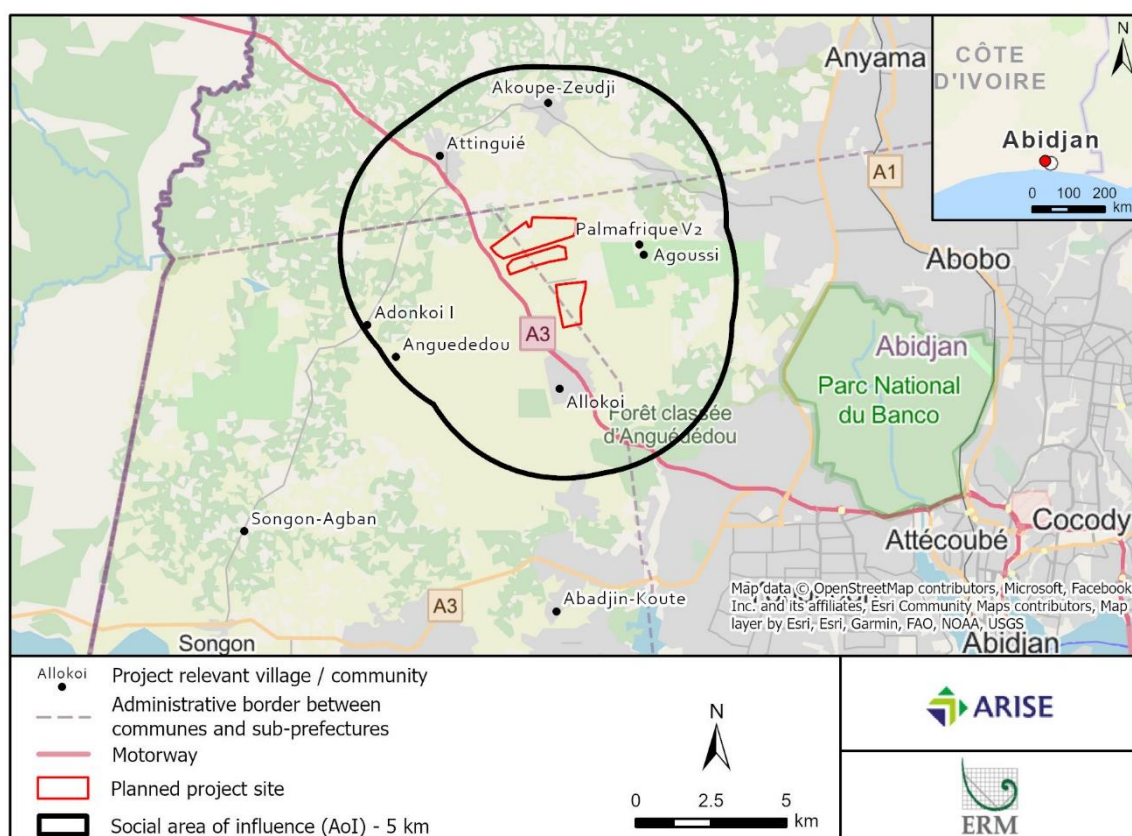 Anyama
Akoupe-Zeudji
Attinguié
A1
Palmafrique V2
Agoussi
Abobo
Adonkoi I
A3
Anguededou
Abidjan
Parc National
du Banco
Allokoi
Forêt classée
d'Anguédédou
Songon-Agban
Cocody
Attécoubé
A3
Abadjin-Koute
Songon
Abidjan
Map data © OpenStreetMap contributors, Microsoft, Facebook,
Inc. and its affiliates, Esri Community Maps contributors, Map
layer by Esri, Esri, Garmin, FAO, NOAA, USGS
N
CÔTE
D'IVOIRE
Abidjan
0 100 200
km
Allokoi Project relevant village / community
Administrative border between
communes and sub-prefectures
Motorway
Planned project site
Social area of influence (AoI) - 5 km
N
0 2.5 5
km
ARISE
ERM